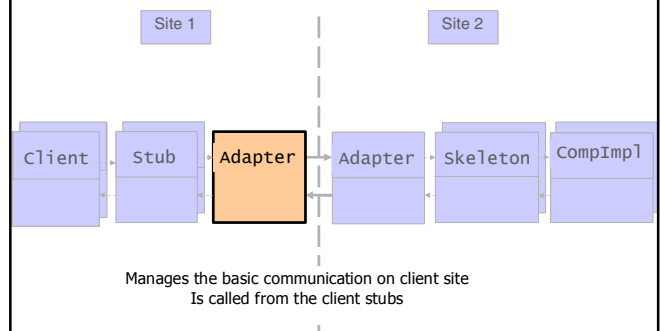 Site 1
Site 2
Client
Stub
Adapter
Adapter
Skeleton
CompImpl
Manages the basic communication on client site
Is called from the client stubs